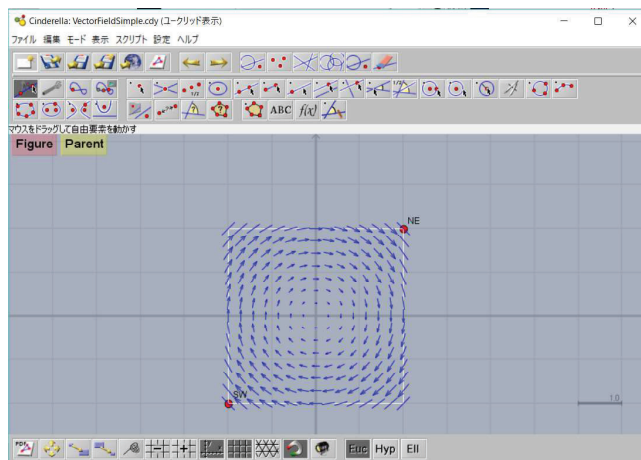 Cinderella: VectorFieldSimple.cdy (ユークリッド表示)
ファイル 編集 モード 表示 スクリプト 設定 ヘルプ
ABC f(x)
マウスをドラッグして自由要素を動かす
Figure Parent
NE
SW
1.0
PDF Euc Hyp Ell